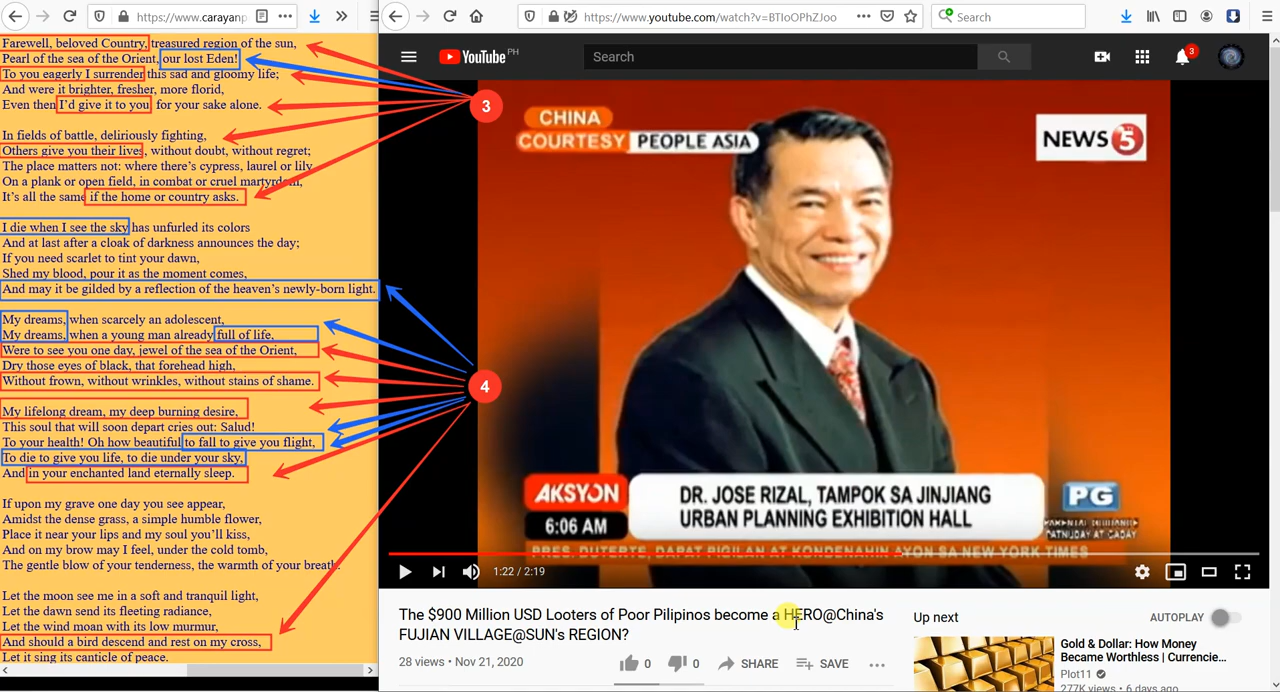 https://www.carayanp
Farewell, beloved Country, treasured region of the sun,
Pearl of the sea of the Orient, our lost Eden!
To you eagerly I surrender this sad and gloomy life;
And were it brighter, fresher, more florid,
Even then I'd give it to you for your sake alone.
In fields of battle, deliriously fighting,
Others give you their lives, without doubt, without regret;
The place matters not: where there's cypress, laurel or lily,
On a plank or open field, in combat or cruel martyrdom,
It's all the same if the home or country asks.
I die when I see the sky has unfurled its colors
And at last after a cloak of darkness announces the day;
If you need scarlet to tint your dawn,
Shed my blood, pour it as the moment comes,
And may it be gilded by a reflection of the heaven's newly-born light.
My dreams, when scarcely an adolescent,
My dreams, when a young man already full of life,
Were to see you one day, jewel of the sea of the Orient,
Dry those eyes of black, that forehead high,
Without frown, without wrinkles, without stains of shame.
My lifelong dream, my deep burning desire,
This soul that will soon depart cries out: Salud!
To your health! Oh how beautiful to fall to give you flight,
To die to give you life, to die under your sky,
And in your enchanted land eternally sleep.
If upon my grave one day you see appear,
Amidst the dense grass, a simple humble flower,
Place it near your lips and my soul you'll kiss,
And on my brow may I feel, under the cold tomb,
The gentle blow of your tenderness, the warmth of your breath.
Let the moon see me in a soft and tranquil light,
Let the dawn send its fleeting radiance,
Let the wind moan with its low murmur,
And should a bird descend and rest on my cross,
Let it sing its canticle of peace.
3
4
https://www.youtube.com/watch?v=BTIoOPhZJoo
Search
YouTube PH
Search
3
CHINA
COURTESY PEOPLE ASIA
NEWS 5
AKSYON
6:06 AM
DR. JOSE RIZAL, TAMPOK SA JINJIANG
URBAN PLANNING EXHIBITION HALL
PG
PRES. DUTERTE, DAPAT PIGILAN AT KONDENAHIN AYON SA NEW YORK TIMES
1:22 / 2:19
The $900 Million USD Looters of Poor Pilipinos become a HERO@China's
FUJIAN VILLAGE@SUN's REGION?
28 views • Nov 21, 2020
0
0
SHARE
SAVE
Up next
AUTOPLAY
Gold & Dollar: How Money
Became Worthless | Currencie...
Plot11
277K views • 6 days ago